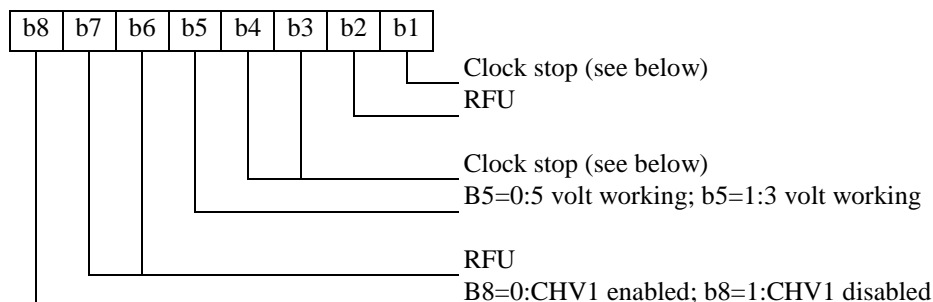 b8 b7 b6 b5 b4 b3 b2 b1
Clock stop (see below)
RFU
Clock stop (see below)
B5=0:5 volt working; b5=1:3 volt working
RFU
B8=0:CHV1 enabled; b8=1:CHV1 disabled